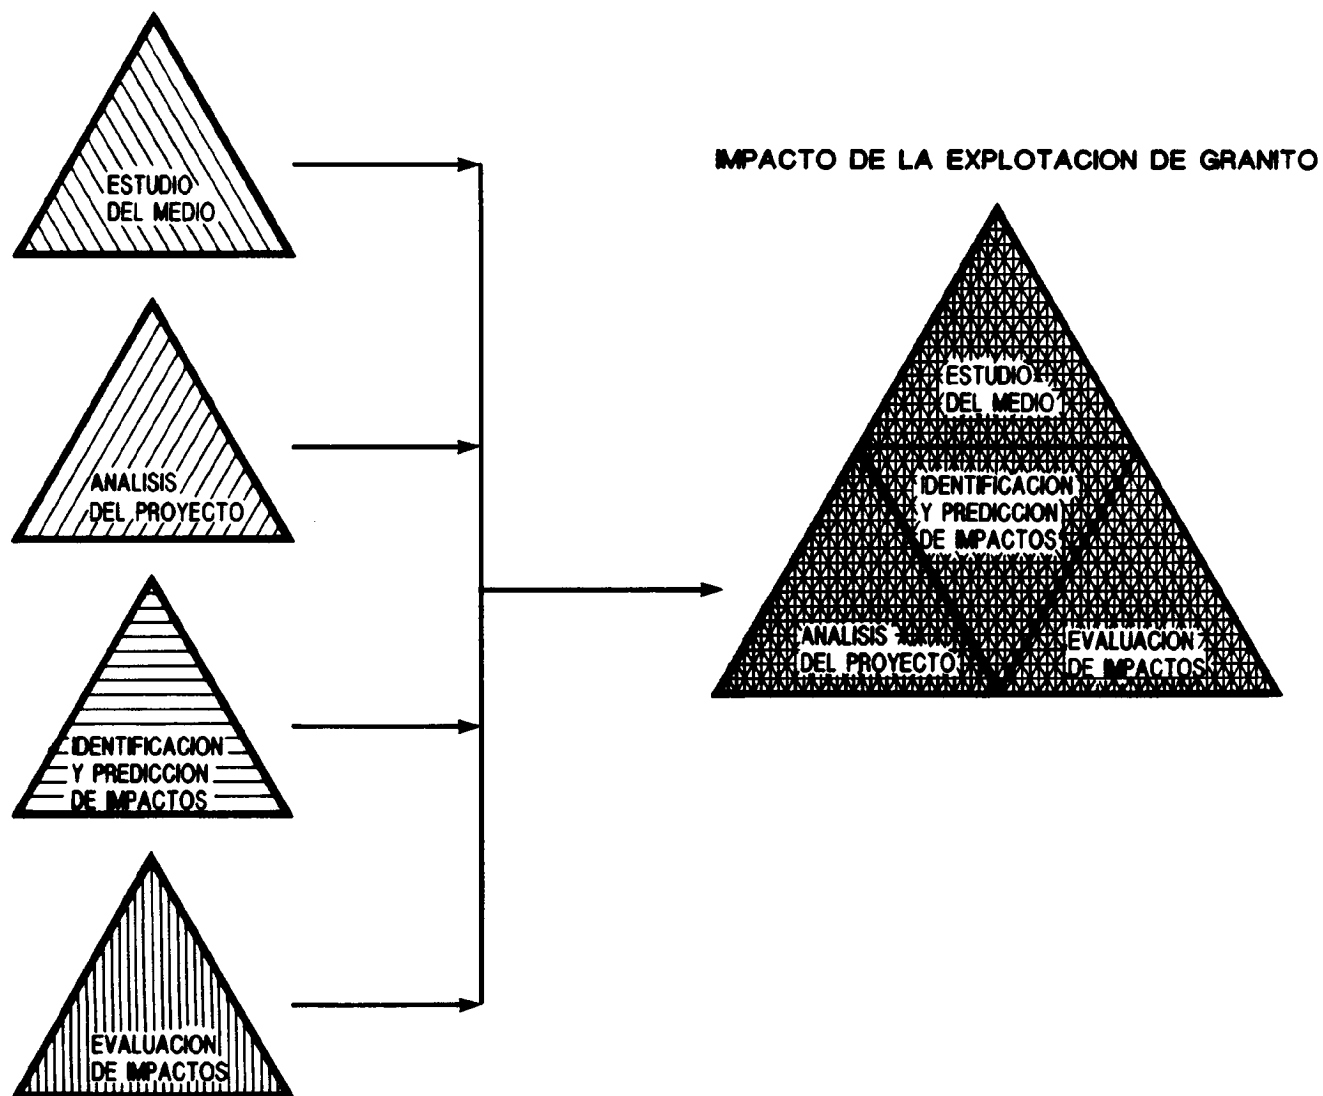 ESTUDIO
DEL MEDIO
ANALISIS
DEL PROYECTO
IDENTIFICACION
Y PREDICCION
DE IMPACTOS
EVALUACION
DE IMPACTOS
IMPACTO DE LA EXPLOTACION DE GRANITO
ESTUDIO
DEL MEDIO
IDENTIFICACION
Y PREDICCION
DE IMPACTOS
ANALISIS
DEL PROYECTO
EVALUACION
DE IMPACTOS